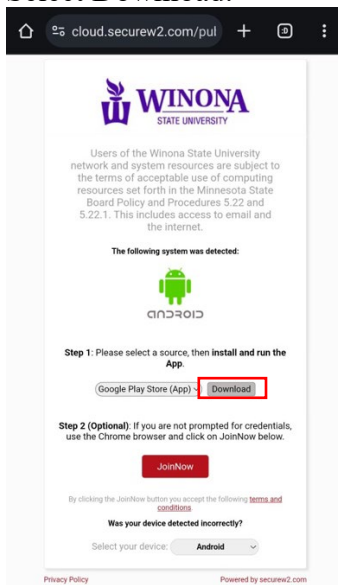 Select Download.
cloud.securew2.com/pul
:D
WINONA
STATE UNIVERSITY
Users of the Winona State University
network and system resources are subject to
the terms of acceptable use of computing
resources set forth in the Minnesota State
Board Policy and Procedures 5.22 and
5.22.1. This includes access to email and
the internet.
The following system was detected:
ANDROID
Step 1: Please select a source, then install and run the
App.
Google Play Store (App) Download
Step 2 (Optional): If you are not prompted for credentials,
use the Chrome browser and click on JoinNow below.
JoinNow
By clicking the JoinNow button you accept the following terms and
conditions.
Was your device detected incorrectly?
Select your device: Android
Privacy Policy Powered by securew2.com